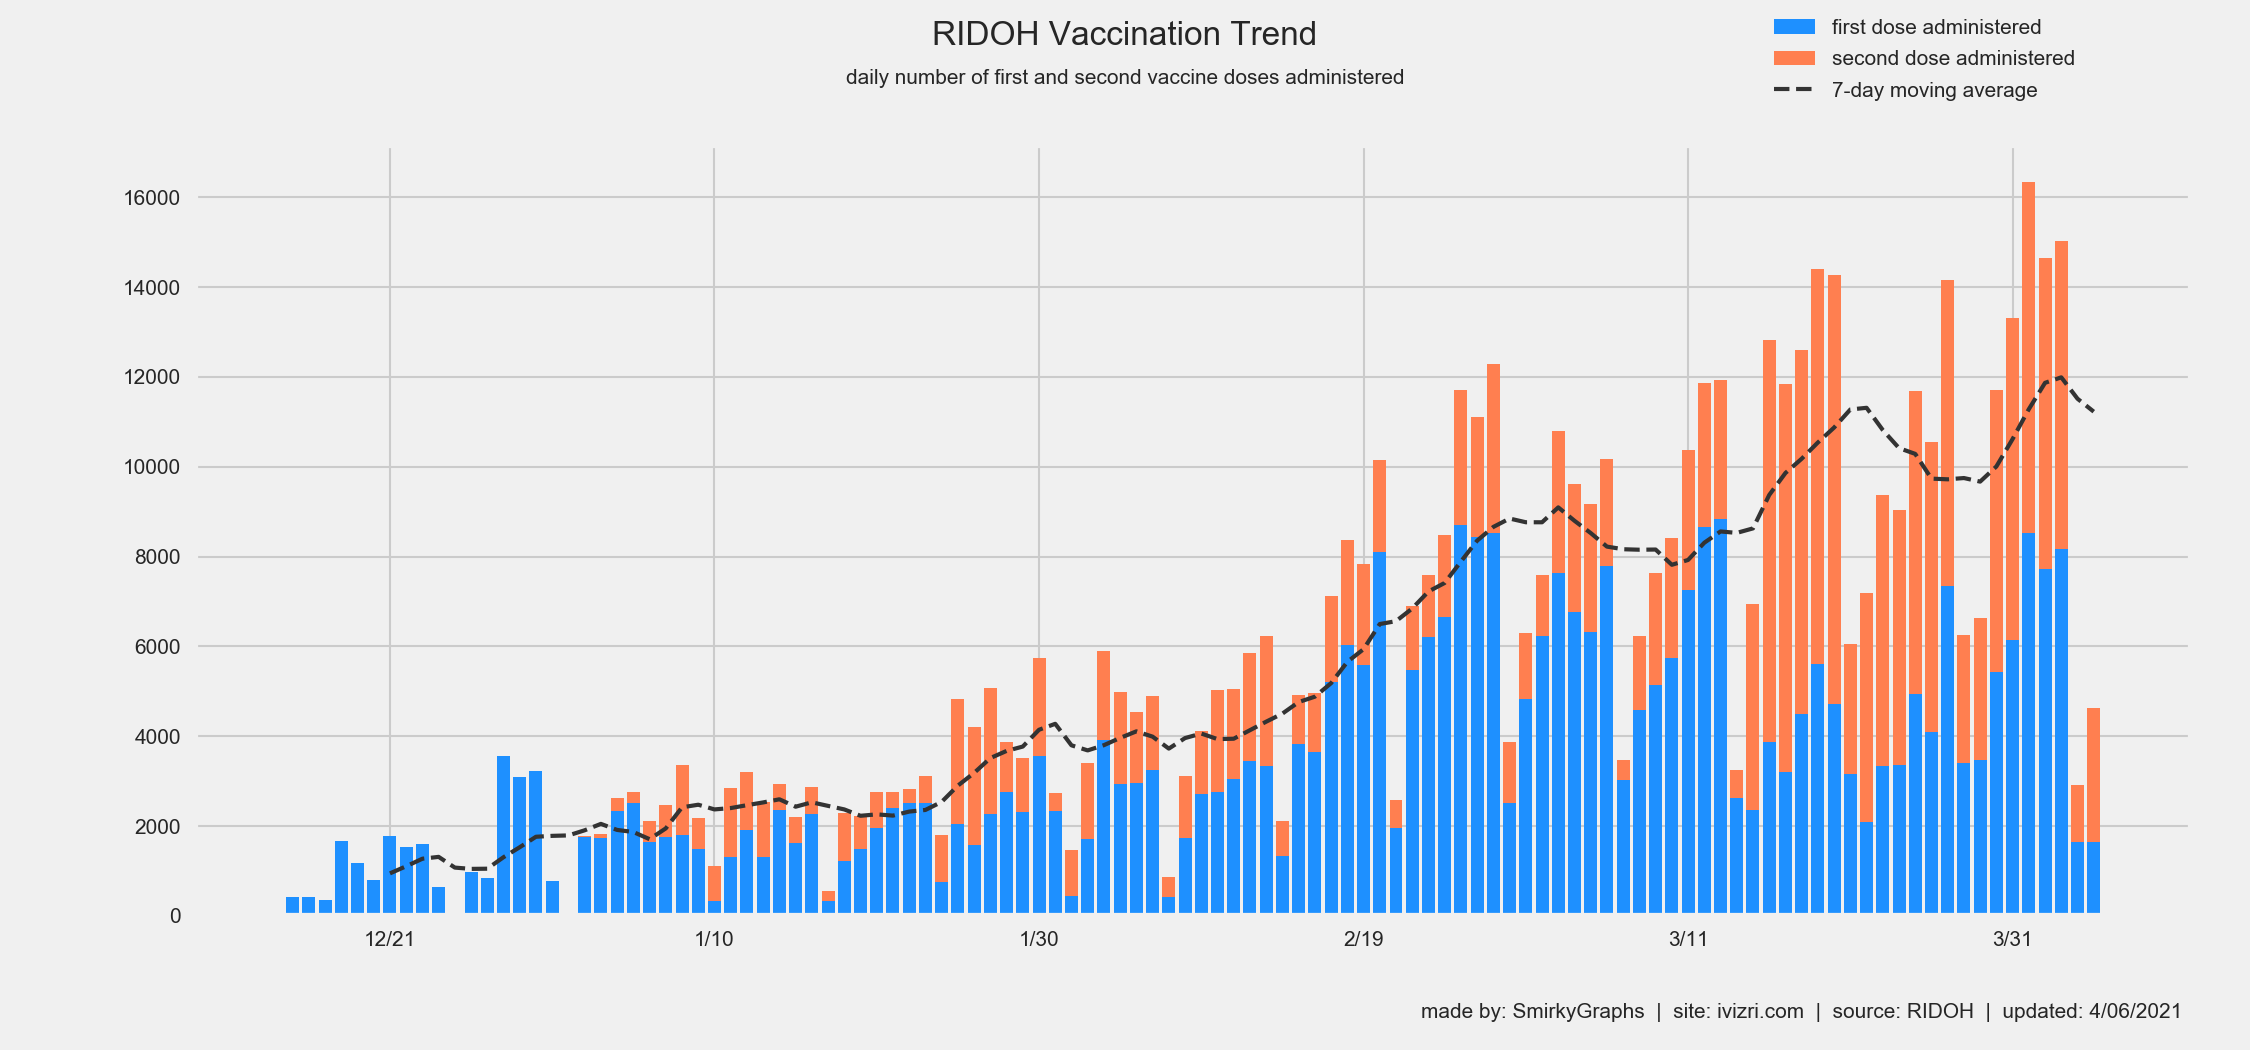 RIDOH Vaccination Trend
daily number of first and second vaccine doses administered
first dose administered
second dose administered
7-day moving average
16000
14000
12000
10000
8000
6000
4000
2000
0
12/21 1/10 1/30 2/19 3/11 3/31
made by: SmirkyGraphs | site: ivizri.com | source: RIDOH | updated: 4/06/2021